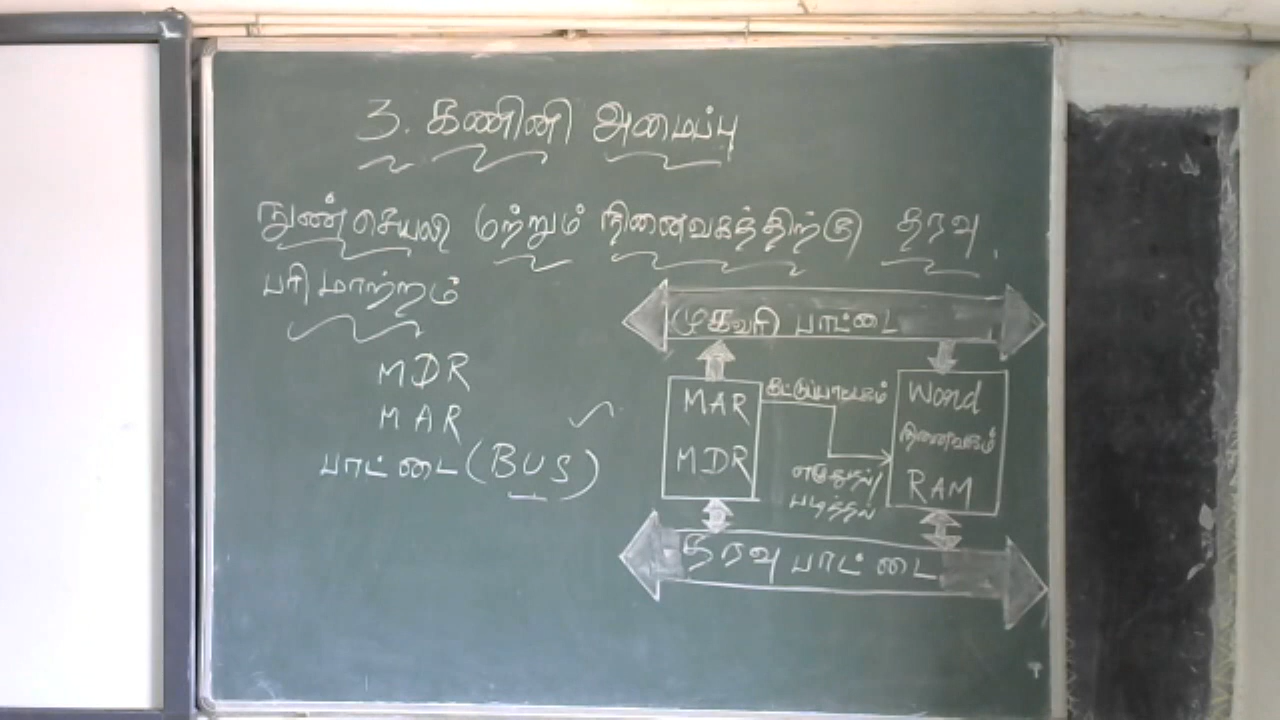 3. கணினி அமைப்பு
நுண்செயலி மற்றும் நினைவகத்திற்கு தரவு
பரிமாற்றம்
MDR
MAR
பாட்டை (BUS)
முகவரி பாட்டை
MAR
MDR
கட்டுப்பாட்டகம்
எழுதுதல்/
படித்தல்
Word
நினைவகம்
RAM
தரவு பாட்டை